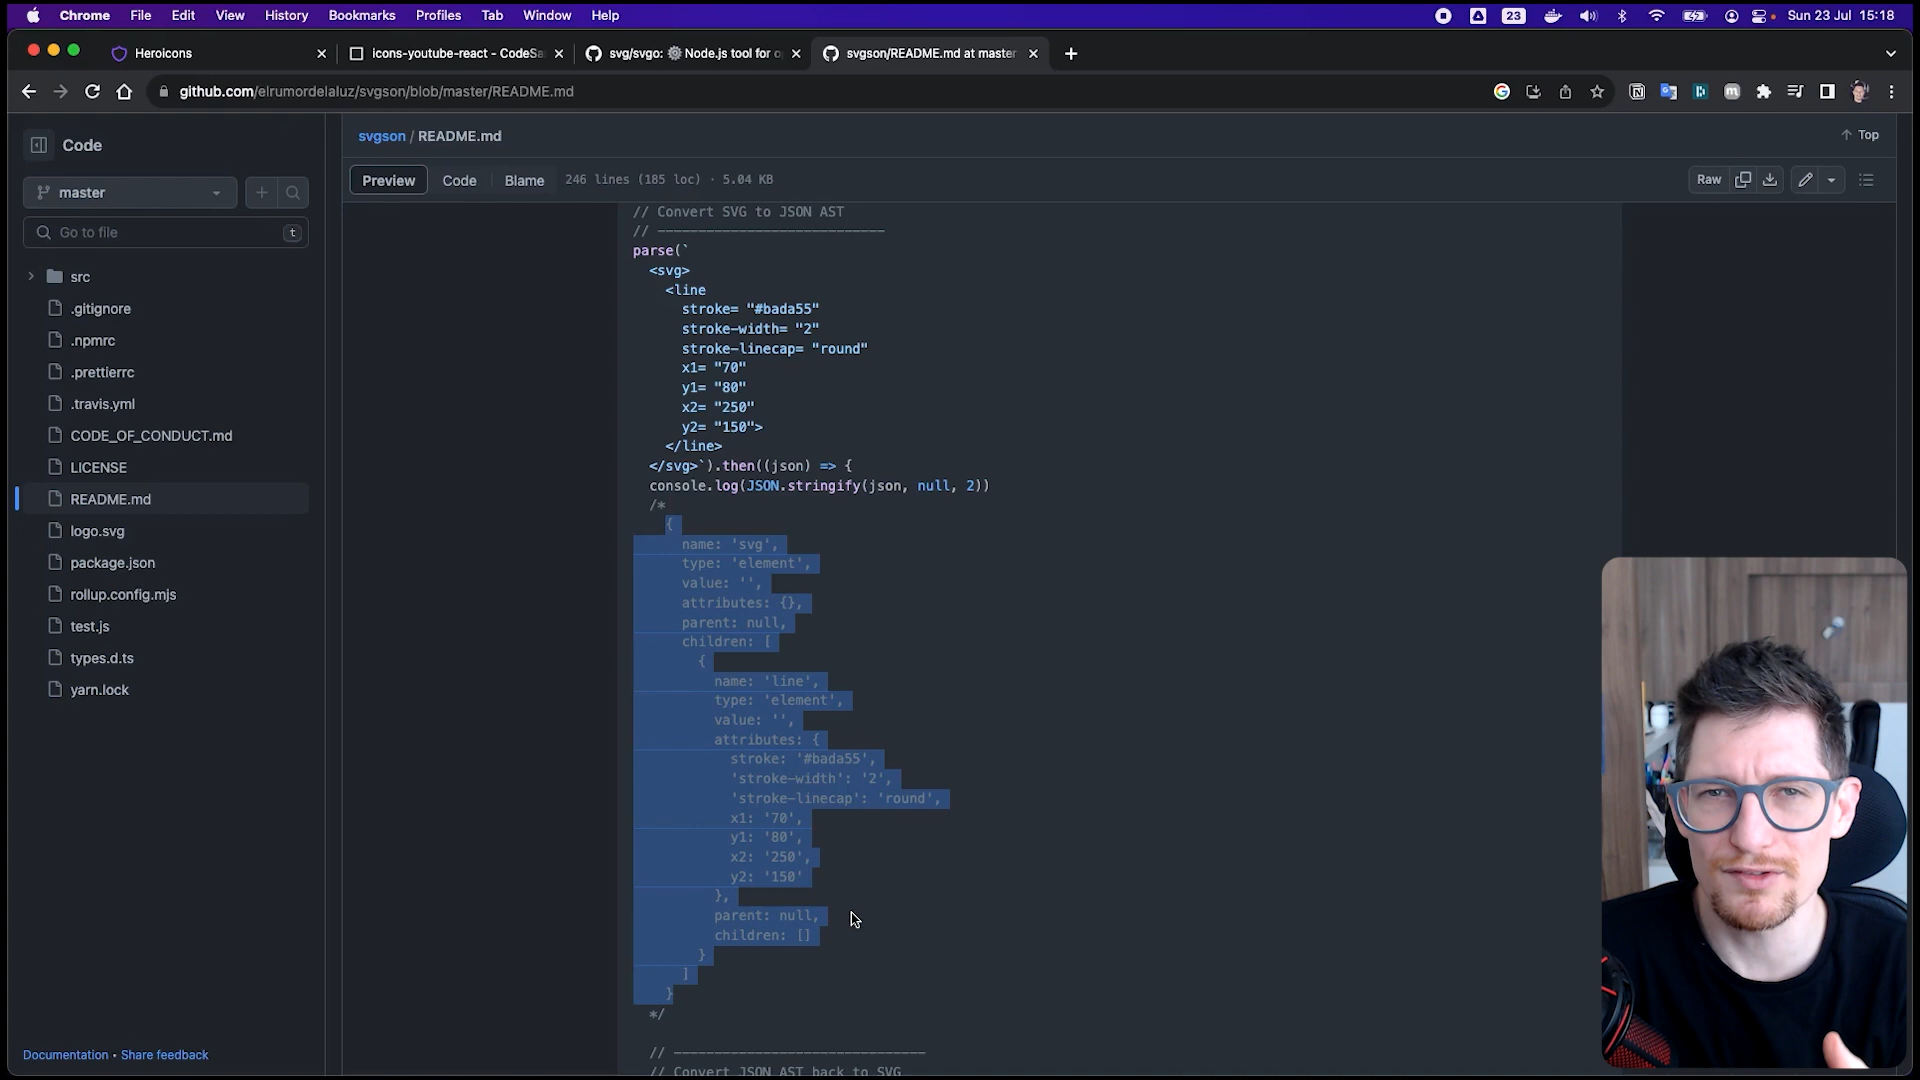 Chrome File Edit View History Bookmarks Profiles Tab Window Help 23 Sun 23 Jul 15:18
Heroicons
icons-youtube-react - CodeSa
svg/svgo: Node.js tool for o
svgson/README.md at master
github.com/elrumordelaluz/svgson/blob/master/README.md
Code
svgson / README.md
Top
master
Preview Code Blame 246 lines (185 loc) · 5.04 KB
Raw
Go to file t
src
.gitignore
.npmrc
.prettierrc
.travis.yml
CODE_OF_CONDUCT.md
LICENSE
README.md
logo.svg
package.json
rollup.config.mjs
test.js
types.d.ts
yarn.lock
Documentation • Share feedback
// Convert SVG to JSON AST
// ----------------------------
parse(`
<svg>
<line
stroke= "#bada55"
stroke-width= "2"
stroke-linecap= "round"
x1= "70"
y1= "80"
x2= "250"
y2= "150">
</line>
</svg>`).then((json) => {
console.log(JSON.stringify(json, null, 2))
/*
{
name: 'svg',
type: 'element',
value: '',
attributes: {},
parent: null,
children: [
{
name: 'line',
type: 'element',
value: '',
attributes: {
stroke: '#bada55',
'stroke-width': '2',
'stroke-linecap': 'round',
x1: '70',
y1: '80',
x2: '250',
y2: '150'
},
parent: null,
children: []
}
]
}
*/
// -------------------------------
// Convert JSON AST back to SVG